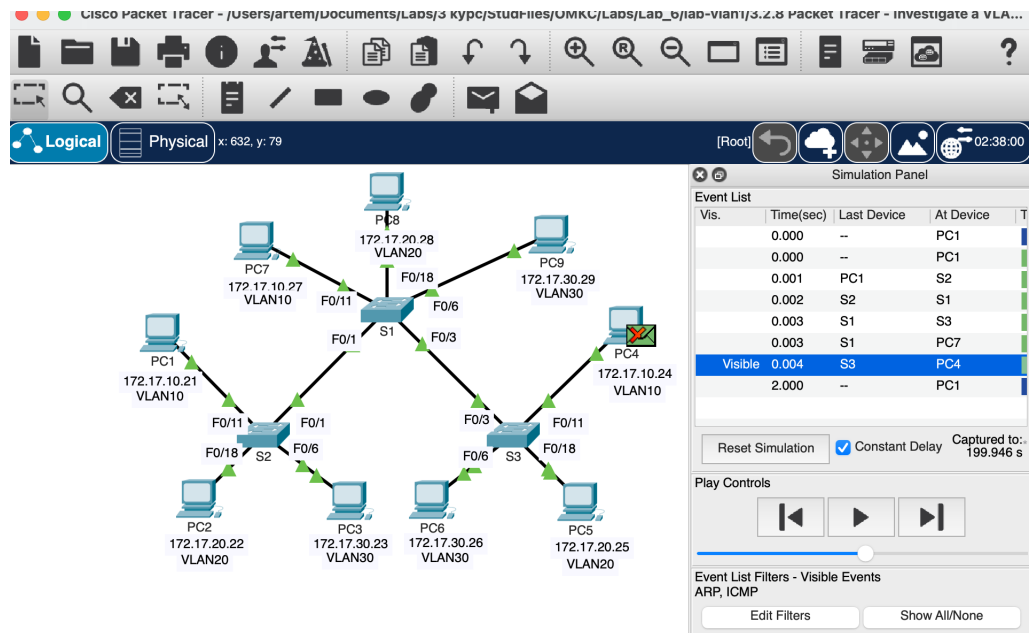 Cisco Packet Tracer - /Users/artem/Documents/Labs/3 курс/StudFiles/OMKC/Labs/Lab_6/lab-vlan1/3.2.8 Packet Tracer - Investigate a VLA...
Logical
Physical
x: 632, y: 79
[Root]
02:38:00
PC8
172.17.20.28
VLAN20
PC7
172.17.10.27
VLAN10
PC9
172.17.30.29
VLAN30
F0/18
F0/11
F0/6
S1
F0/1
F0/3
PC1
172.17.10.21
VLAN10
PC4
172.17.10.24
VLAN10
F0/11
F0/1
F0/18
S2
F0/6
F0/3
F0/11
F0/6
S3
F0/18
PC2
172.17.20.22
VLAN20
PC3
172.17.30.23
VLAN30
PC6
172.17.30.26
VLAN30
PC5
172.17.20.25
VLAN20
Simulation Panel
Event List
Vis. Time(sec) Last Device At Device T
0.000 -- PC1
0.000 -- PC1
0.001 PC1 S2
0.002 S2 S1
0.003 S1 S3
0.003 S1 PC7
Visible 0.004 S3 PC4
2.000 -- PC1
Reset Simulation
Constant Delay
Captured to:
199.946 s
Play Controls
Event List Filters - Visible Events
ARP, ICMP
Edit Filters
Show All/None